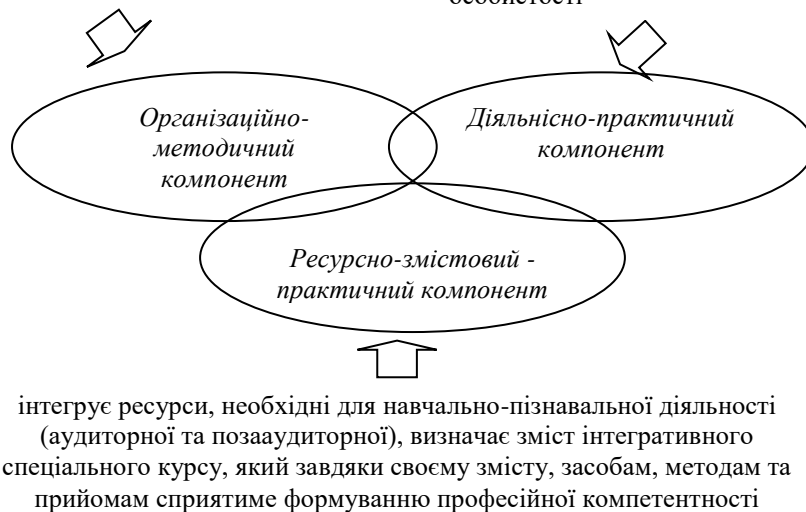 особистості
Організаційно-
методичний
компонент
Діяльнісно-практичний
компонент
Ресурсно-змістовий -
практичний компонент
інтегрує ресурси, необхідні для навчально-пізнавальної діяльності
(аудиторної та позааудиторної), визначає зміст інтегративного
спеціального курсу, який завдяки своєму змісту, засобам, методам та
прийомам сприятиме формуванню професійної компетентності